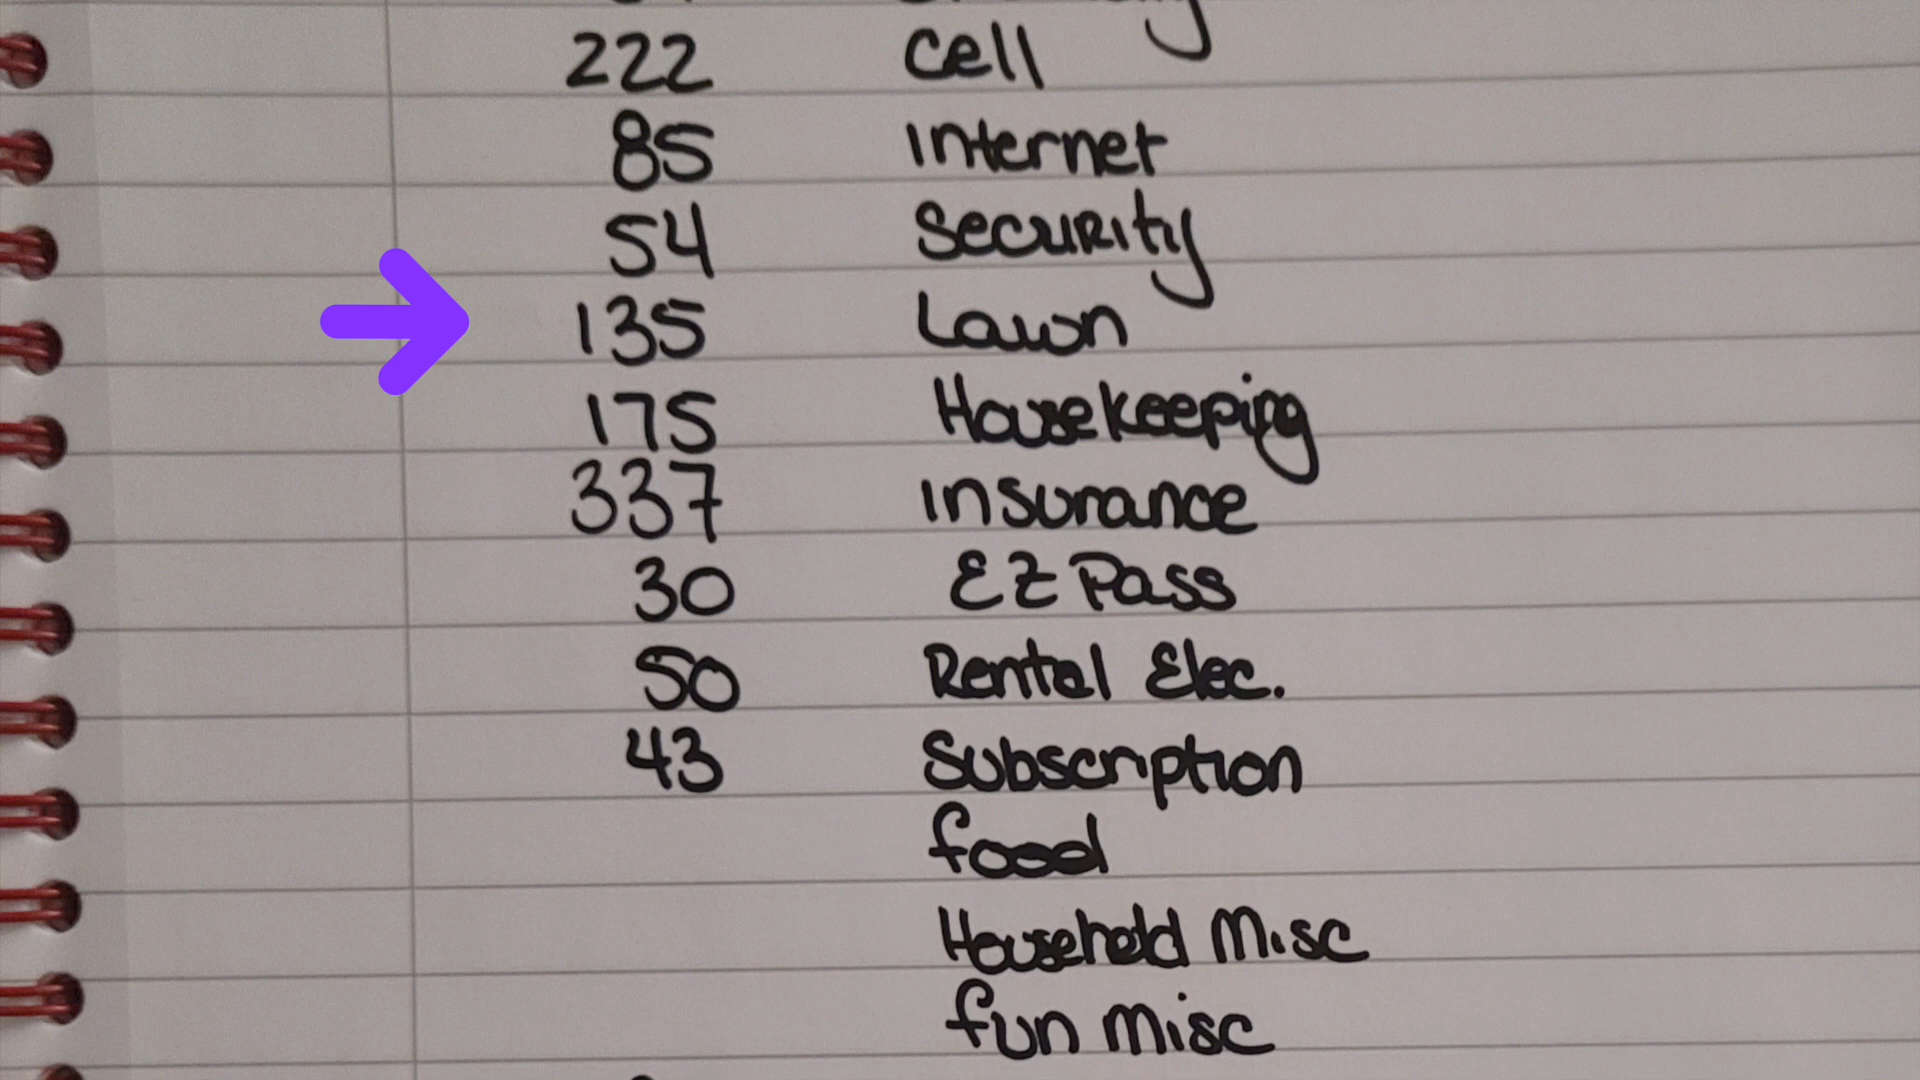 222 Cell
85 Internet
54 Security
135 Lawn
175 Housekeeping
337 Insurance
30 EZ Pass
50 Rental Elec.
43 Subscription
food
Household Misc
fun Misc